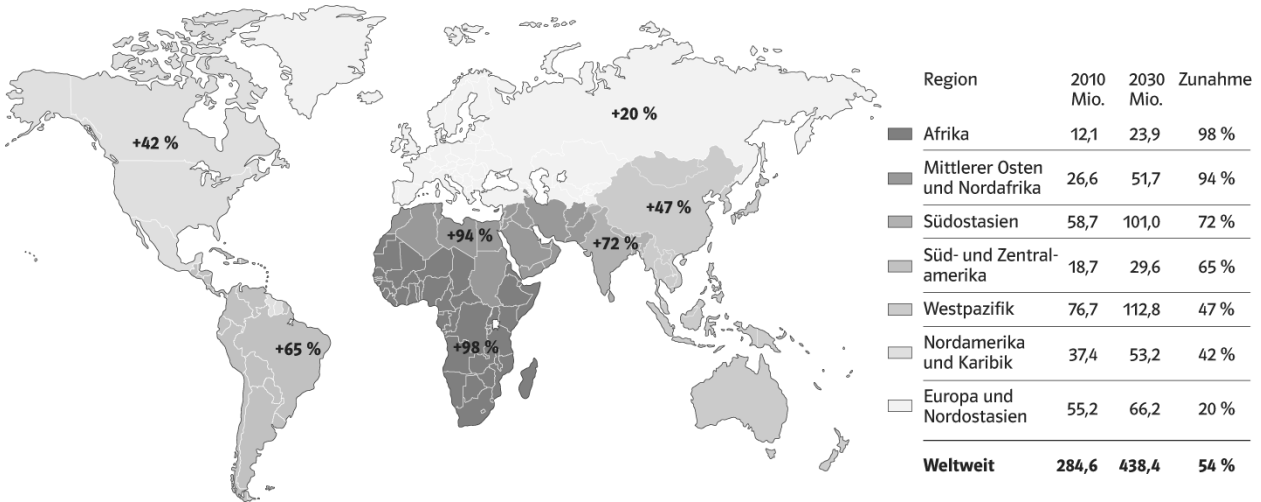 +42 %
+20 %
+47 %
+94 %
+72 %
+65 %
+98 %
Region 2010 2030 Zunahme
Mio. Mio.
Afrika 12,1 23,9 98 %
Mittlerer Osten
und Nordafrika 26,6 51,7 94 %
Südostasien 58,7 101,0 72 %
Süd- und Zentral-
amerika 18,7 29,6 65 %
Westpazifik 76,7 112,8 47 %
Nordamerika
und Karibik 37,4 53,2 42 %
Europa und
Nordostasien 55,2 66,2 20 %
Weltweit 284,6 438,4 54 %